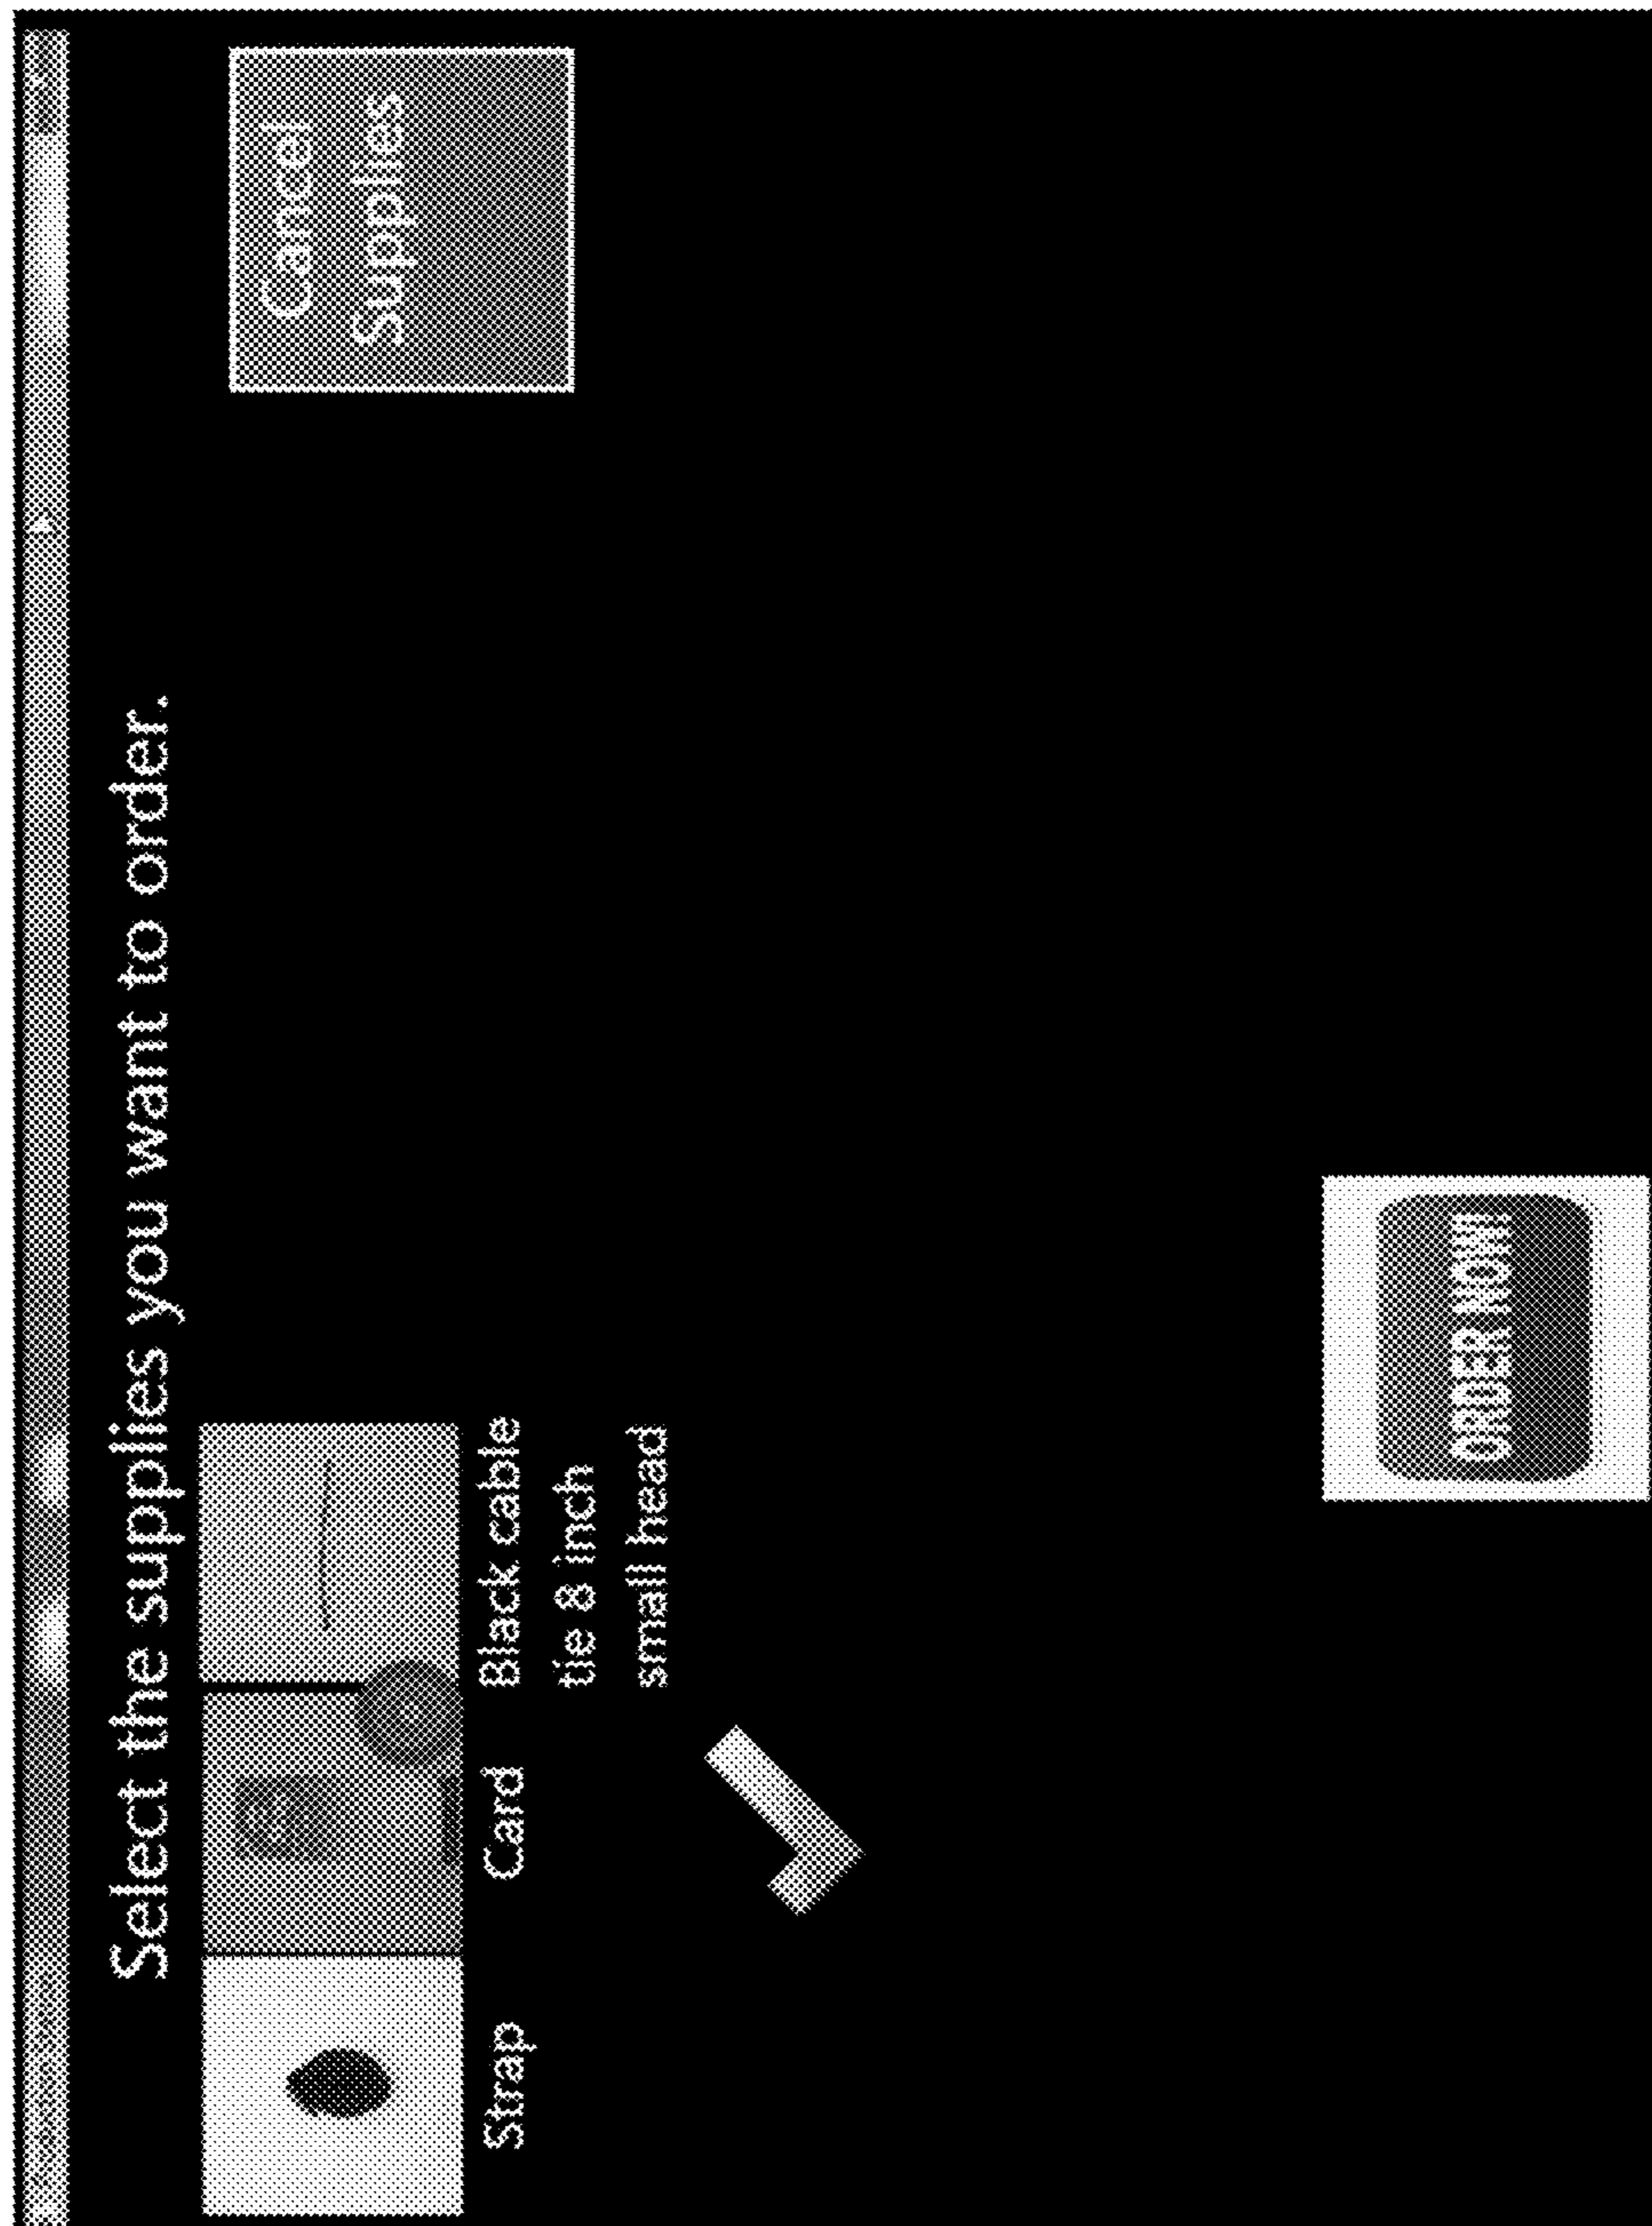 Select the supplies you want to order.
Cancel
Supplies
Strap
Card
Black cable
tie 8 inch
small head
ORDER NOW!